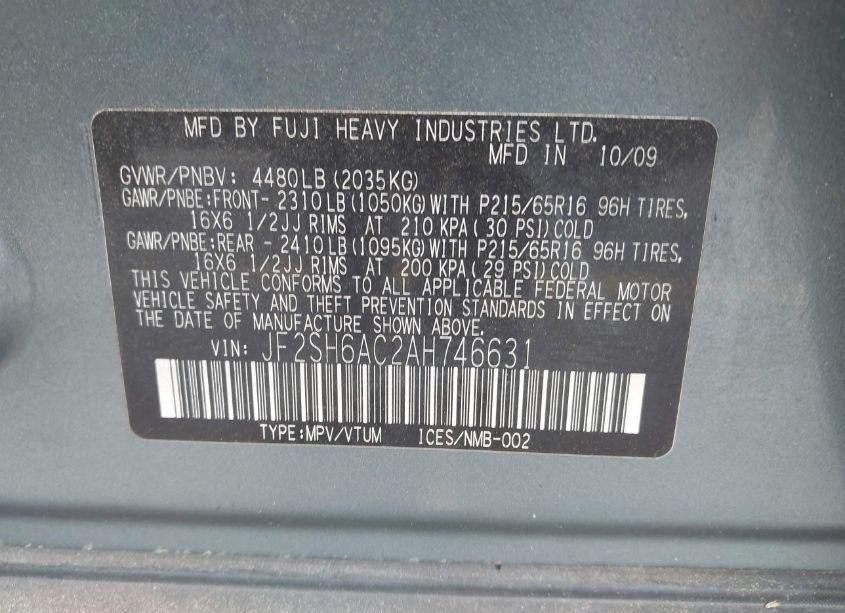 MFD BY FUJI HEAVY INDUSTRIES LTD.
MFD IN 10/09
GVWR/PNBV: 4480LB(2035KG)
GAWR/PNBE:FRONT- 2310LB(1050KG)WITH P215/65R16 96H TIRES,
16X6 1/2JJ RIMS AT 210 KPA( 30 PSI)COLD
GAWR/PNBE:REAR - 2410LB(1095KG)WITH P215/65R16 96H TIRES,
16X6 1/2JJ RIMS AT 200 KPA( 29 PSI)COLD
THIS VEHICLE CONFORMS TO ALL APPLICABLE FEDERAL MOTOR
VEHICLE SAFETY AND THEFT PREVENTION STANDARDS IN EFFECT ON
THE DATE OF MANUFACTURE SHOWN ABOVE.
VIN: JF2SH6AC2AH746631
TYPE:MPV/VTUM ICES/NMB-002